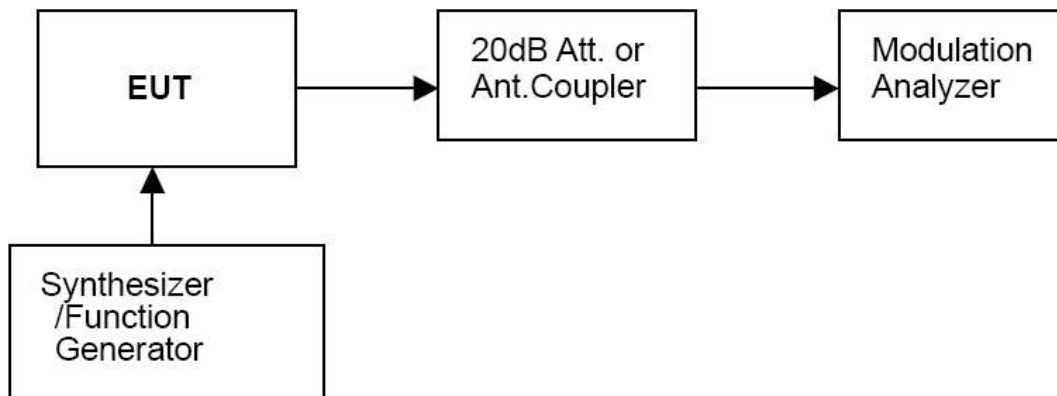 EUT
20dB Att. or
Ant.Coupler
Modulation
Analyzer
Synthesizer
/Function
Generator